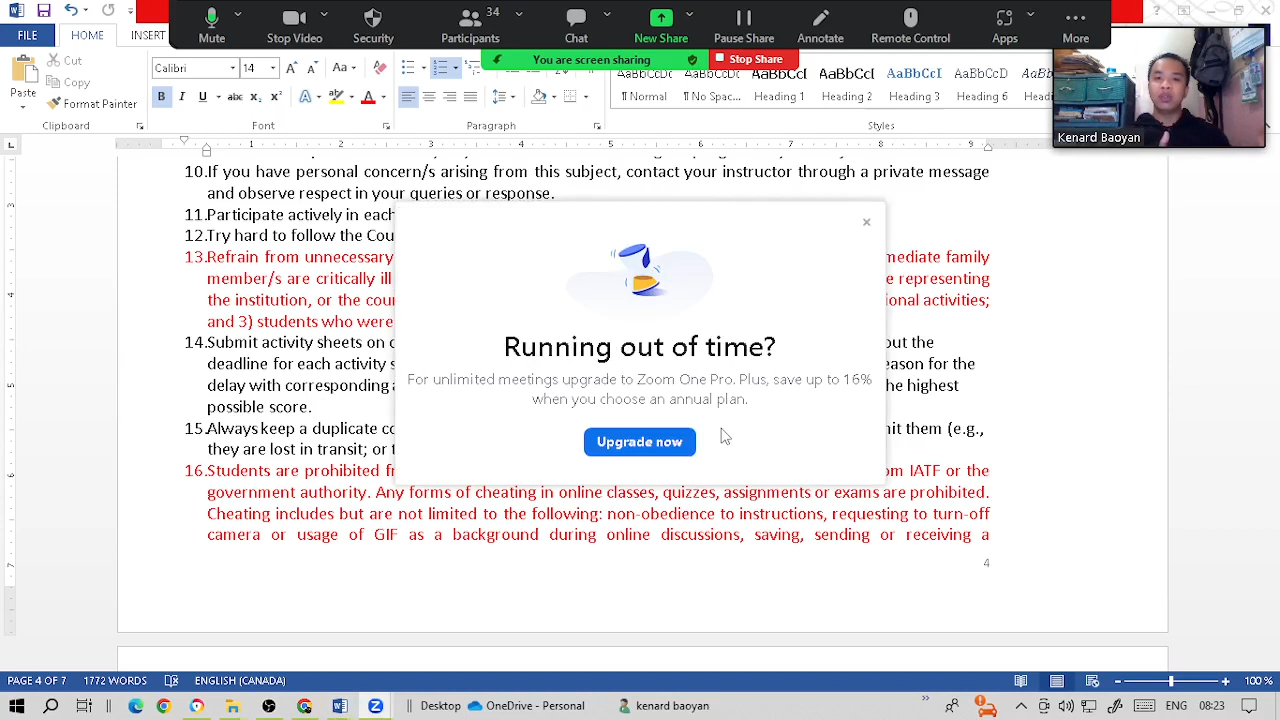 34
Mute
Stop Video
Security
Participants
Chat
New Share
Pause Share
Annotate
Remote Control
Apps
More
You are screen sharing
Stop Share
FILE
HOME
INSERT
Cut
Copy
Format Painter
Paste
Clipboard
Calibri
14
Font
Paragraph
AaBbCcI
¶ Normal
Heading 1
Heading 2
Heading 3
Heading 6
Styles
Kenard Baoyan
10.If you have personal concern/s arising from this subject, contact your instructor through a private message
and observe respect in your queries or response.
11.Participate actively in each
12.Try hard to follow the Cou
13.Refrain from unnecessary mediate family
member/s are critically ill e representing
the institution, or the cour ional activities;
and 3) students who were
14.Submit activity sheets on out the
deadline for each activity s eason for the
delay with corresponding the highest
possible score.
15.Always keep a duplicate co mit them (e.g.,
they are lost in transit; or t
16.Students are prohibited fr om IATF or the
government authority. Any forms of cheating in online classes, quizzes, assignments or exams are prohibited.
Cheating includes but are not limited to the following: non-obedience to instructions, requesting to turn-off
camera or usage of GIF as a background during online discussions, saving, sending or receiving a
4
Running out of time?
For unlimited meetings upgrade to Zoom One Pro. Plus, save up to 16%
when you choose an annual plan.
Upgrade now
PAGE 4 OF 7
1772 WORDS
ENGLISH (CANADA)
100 %
Desktop
OneDrive - Personal
kenard baoyan
ENG
08:23